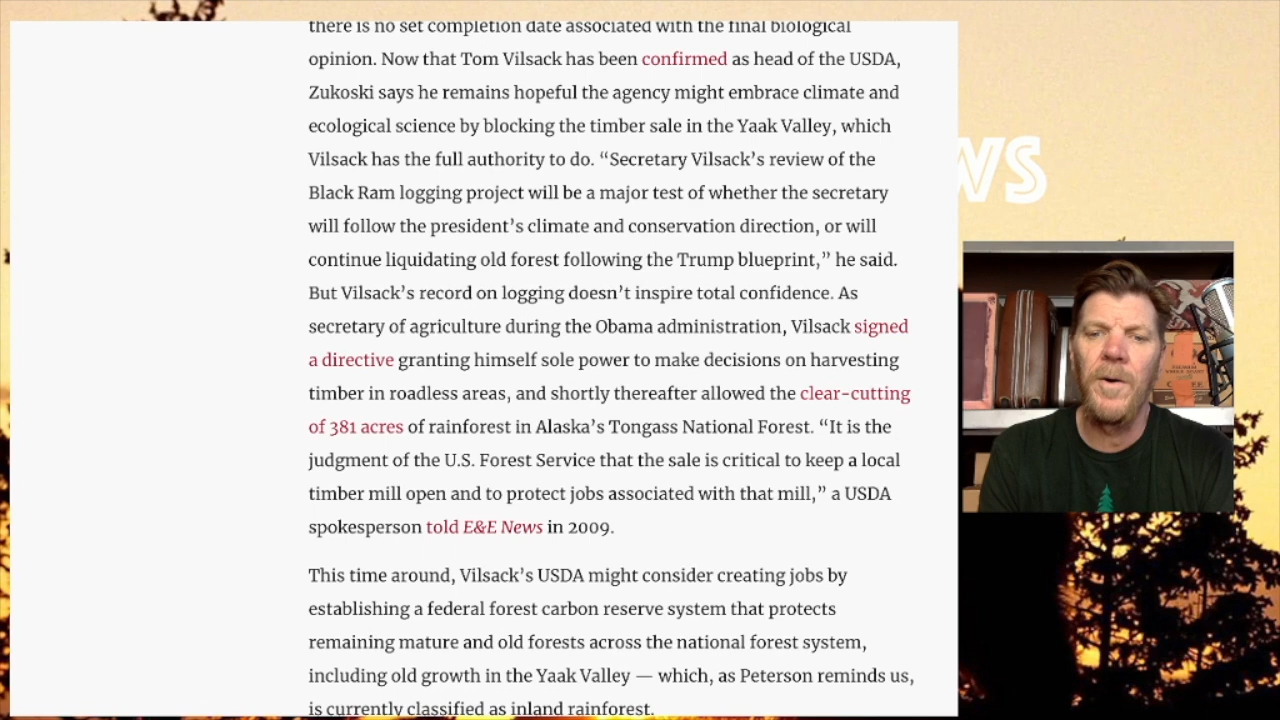 there is no set completion date associated with the final biological
opinion. Now that Tom Vilsack has been confirmed as head of the USDA,
Zukoski says he remains hopeful the agency might embrace climate and
ecological science by blocking the timber sale in the Yaak Valley, which
Vilsack has the full authority to do. “Secretary Vilsack’s review of the
Black Ram logging project will be a major test of whether the secretary
will follow the president’s climate and conservation direction, or will
continue liquidating old forest following the Trump blueprint,” he said.
But Vilsack’s record on logging doesn’t inspire total confidence. As
secretary of agriculture during the Obama administration, Vilsack signed
a directive granting himself sole power to make decisions on harvesting
timber in roadless areas, and shortly thereafter allowed the clear-cutting
of 381 acres of rainforest in Alaska’s Tongass National Forest. “It is the
judgment of the U.S. Forest Service that the sale is critical to keep a local
timber mill open and to protect jobs associated with that mill,” a USDA
spokesperson told E&E News in 2009.
This time around, Vilsack’s USDA might consider creating jobs by
establishing a federal forest carbon reserve system that protects
remaining mature and old forests across the national forest system,
including old growth in the Yaak Valley — which, as Peterson reminds us,
is currently classified as inland rainforest.
WS